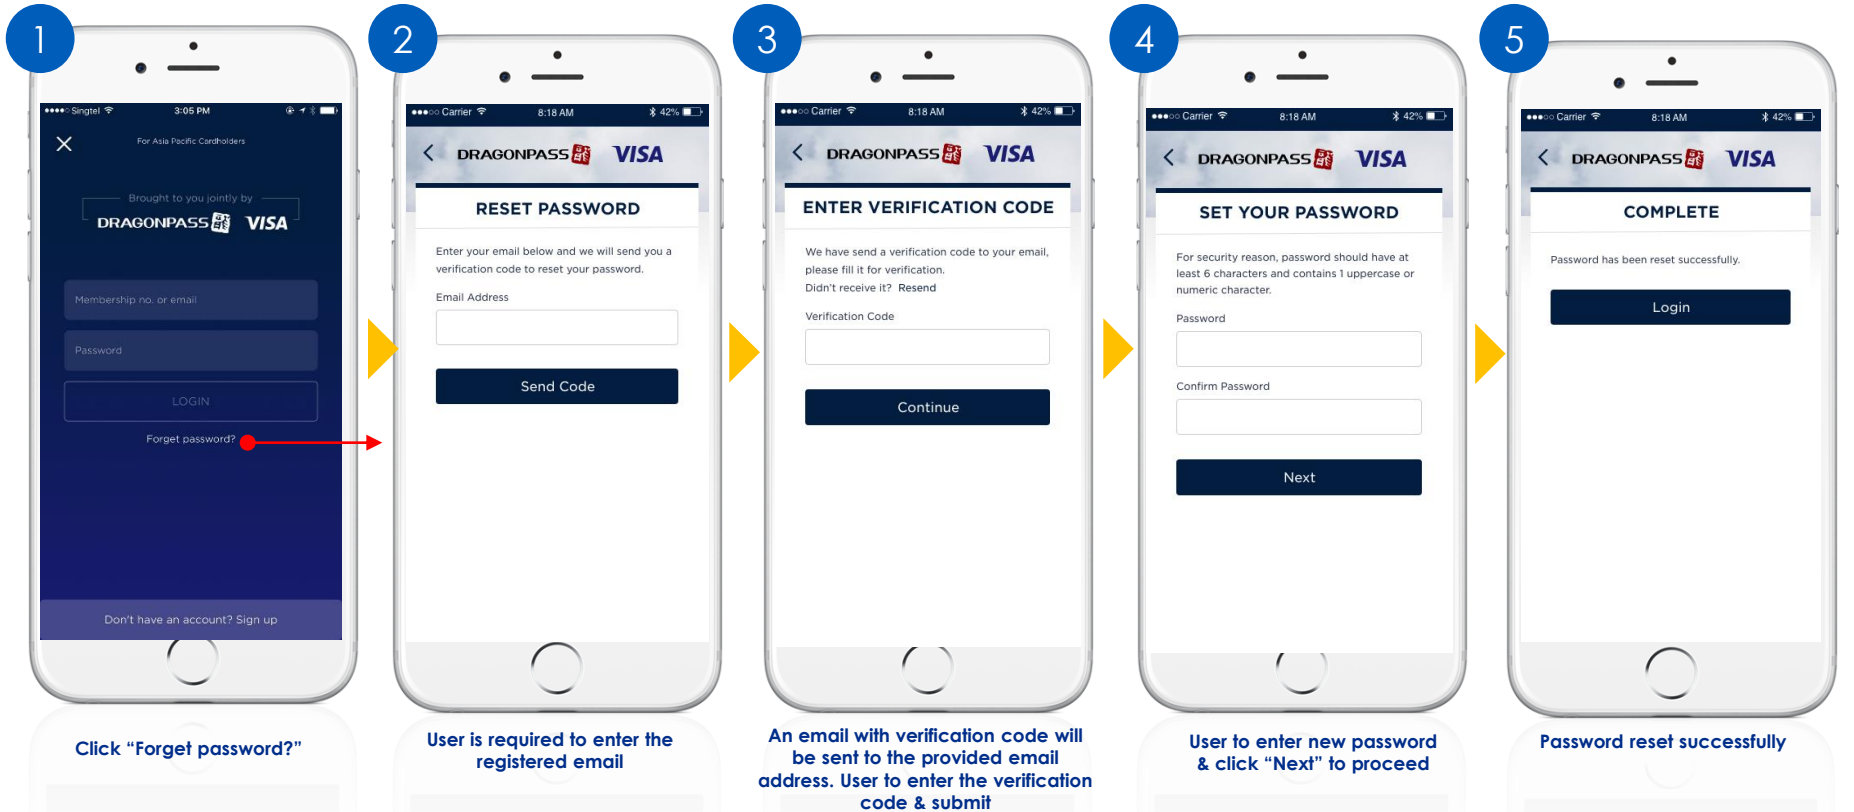 1
Singtel 3:05 PM
For Asia Pacific Cardholders
Brought to you jointly by
DRAGONPASS VISA
Membership no. or email
Password
LOGIN
Forget password?
Don't have an account? Sign up
Click “Forget password?”
2
Carrier 8:18 AM 42%
DRAGONPASS VISA
RESET PASSWORD
Enter your email below and we will send you a
verification code to reset your password.
Email Address
Send Code
User is required to enter the
registered email
3
Carrier 8:18 AM 42%
DRAGONPASS VISA
ENTER VERIFICATION CODE
We have send a verification code to your email,
please fill it for verification.
Didn't receive it? Resend
Verification Code
Continue
An email with verification code will
be sent to the provided email
address. User to enter the verification
code & submit
4
Carrier 8:18 AM 42%
DRAGONPASS VISA
SET YOUR PASSWORD
For security reason, password should have at
least 6 characters and contains 1 uppercase or
numeric character.
Password
Confirm Password
Next
User to enter new password
& click “Next” to proceed
5
Carrier 8:18 AM 42%
DRAGONPASS VISA
COMPLETE
Password has been reset successfully.
Login
Password reset successfully